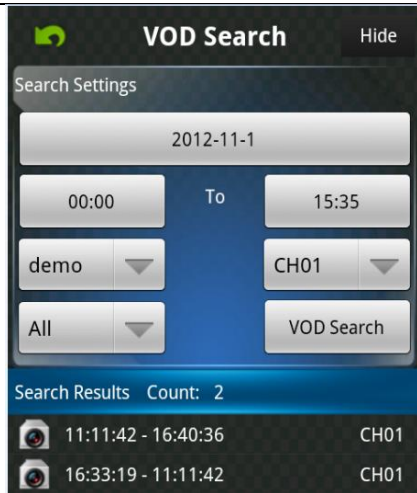 VOD Search Hide
Search Settings
2012-11-1
00:00 To 15:35
demo CH01
All VOD Search
Search Results Count: 2
11:11:42 - 16:40:36 CH01
16:33:19 - 11:11:42 CH01